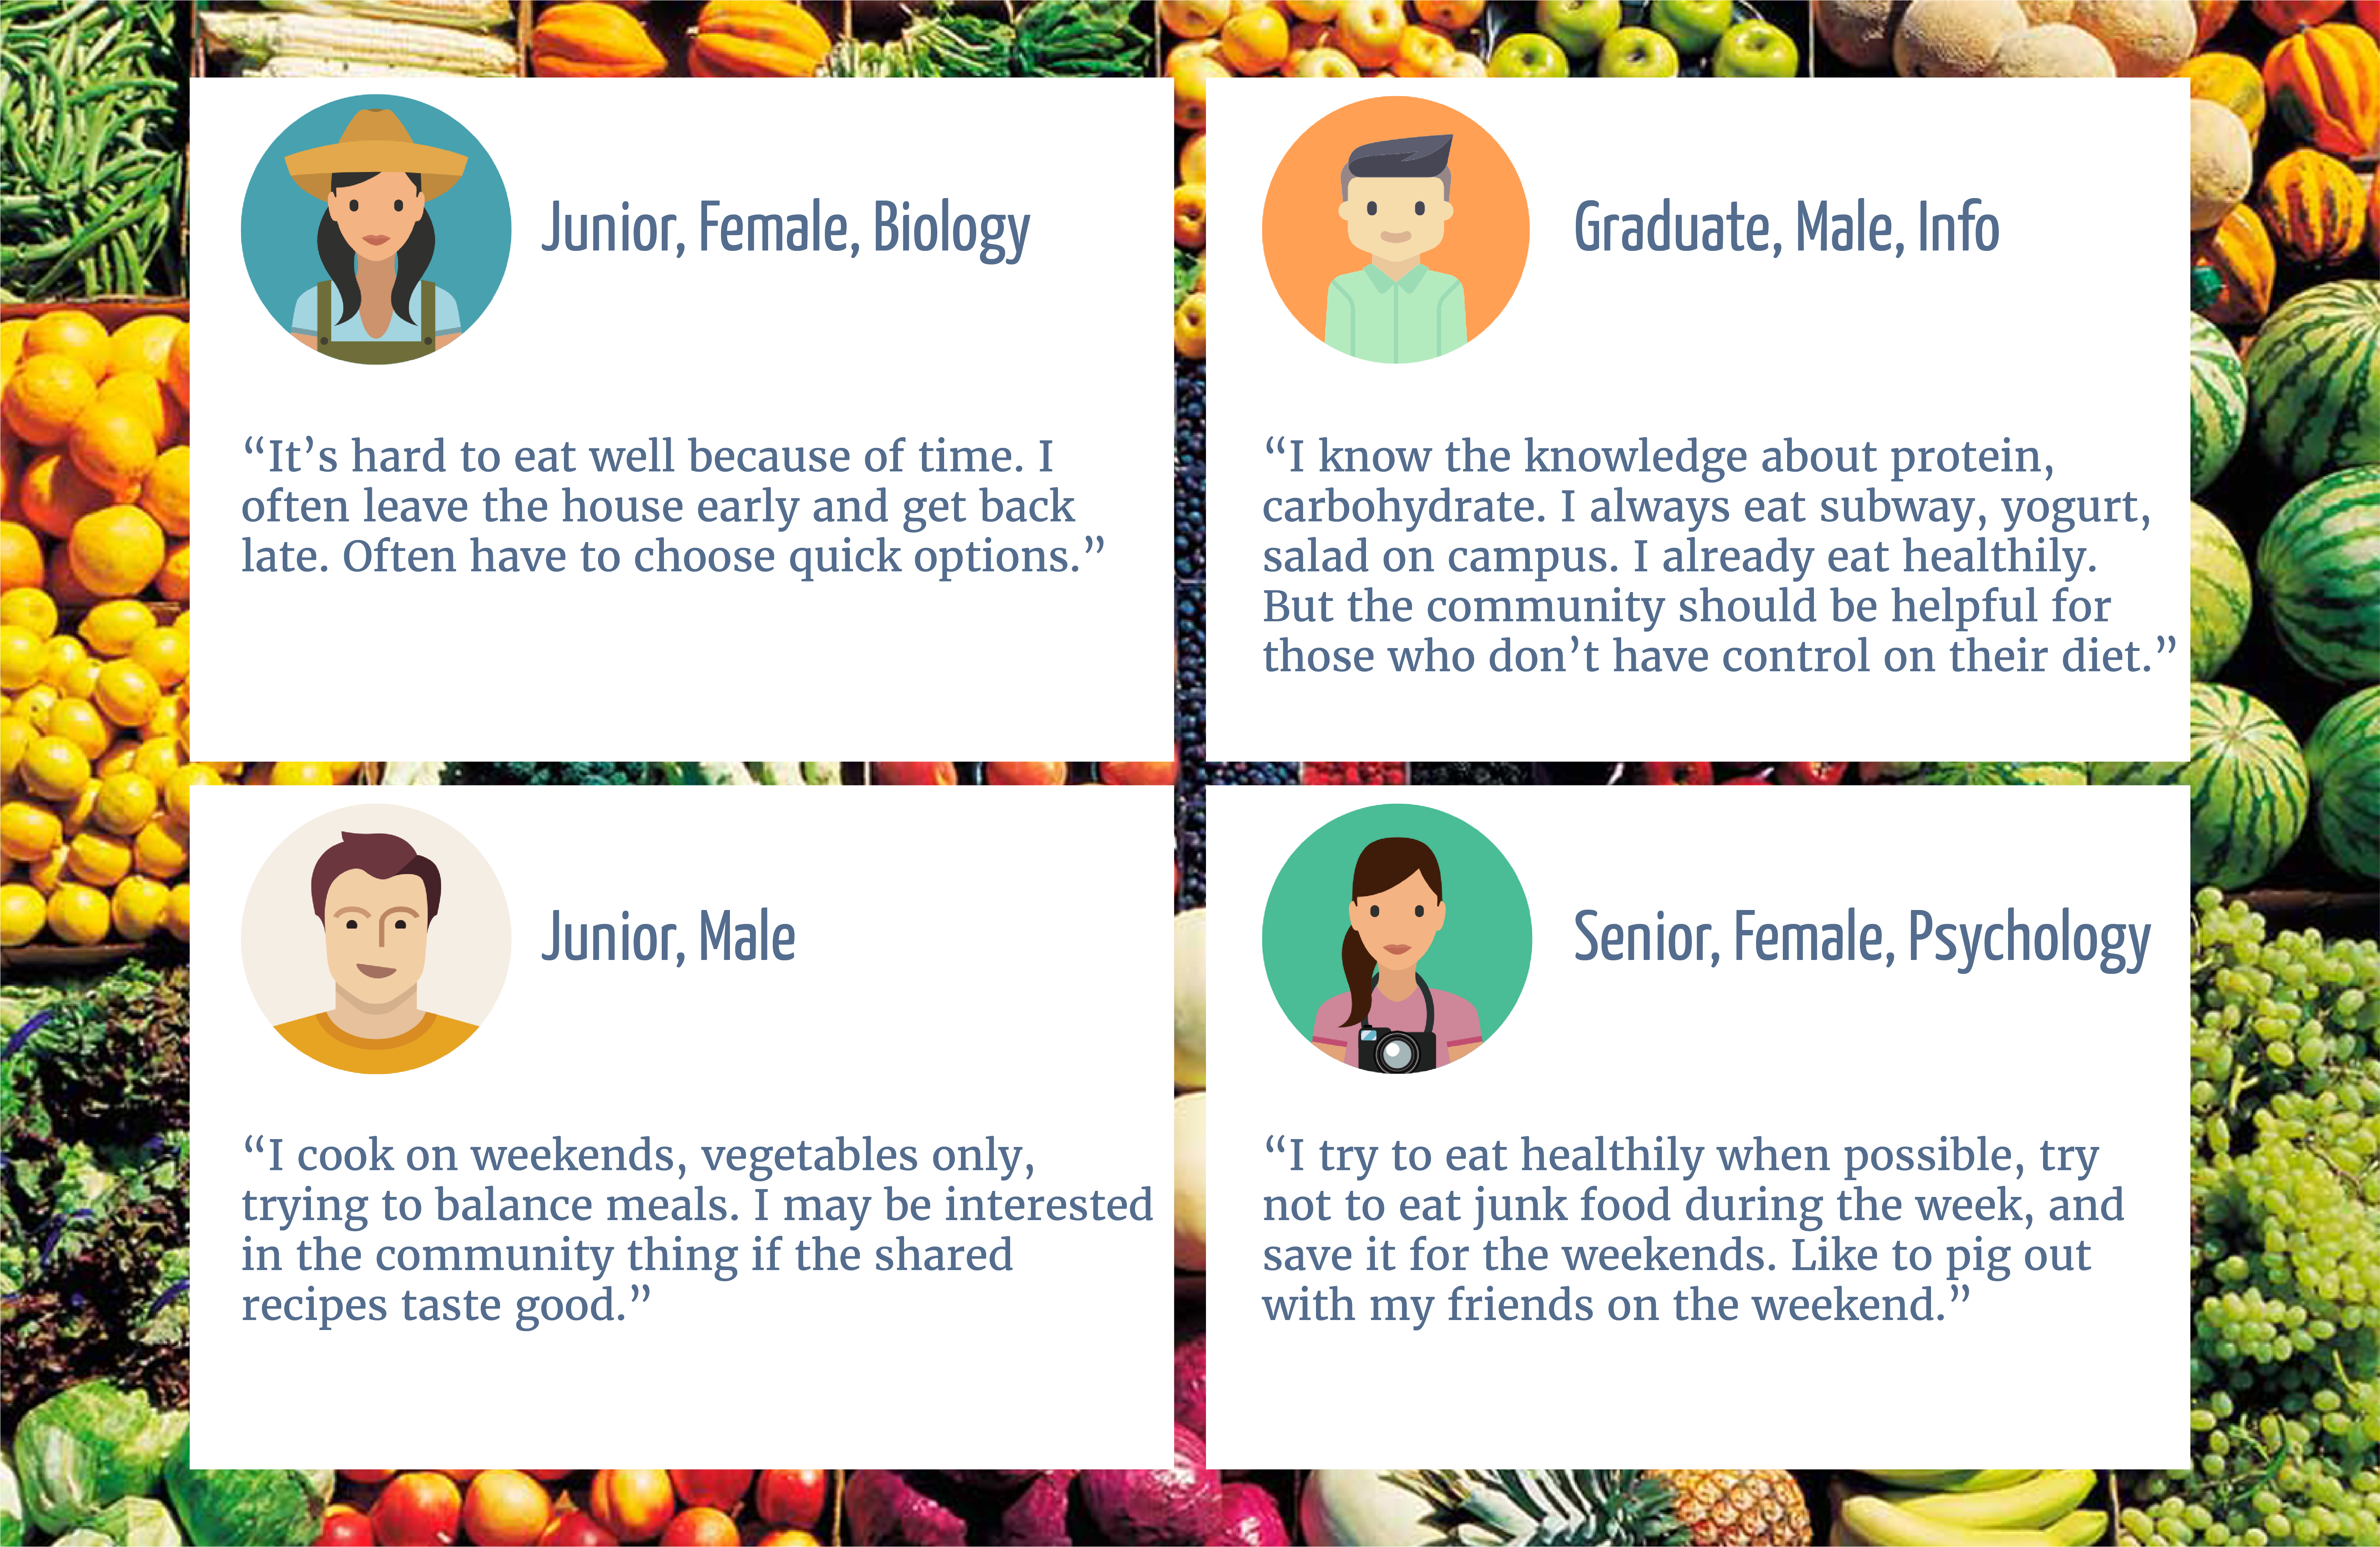 Junior, Female, Biology
“It’s hard to eat well because of time. I
often leave the house early and get back
late. Often have to choose quick options.”
Graduate, Male, Info
“I know the knowledge about protein,
carbohydrate. I always eat subway, yogurt,
salad on campus. I already eat healthily.
But the community should be helpful for
those who don’t have control on their diet.”
Junior, Male
“I cook on weekends, vegetables only,
trying to balance meals. I may be interested
in the community thing if the shared
recipes taste good.”
Senior, Female, Psychology
“I try to eat healthily when possible, try
not to eat junk food during the week, and
save it for the weekends. Like to pig out
with my friends on the weekend.”